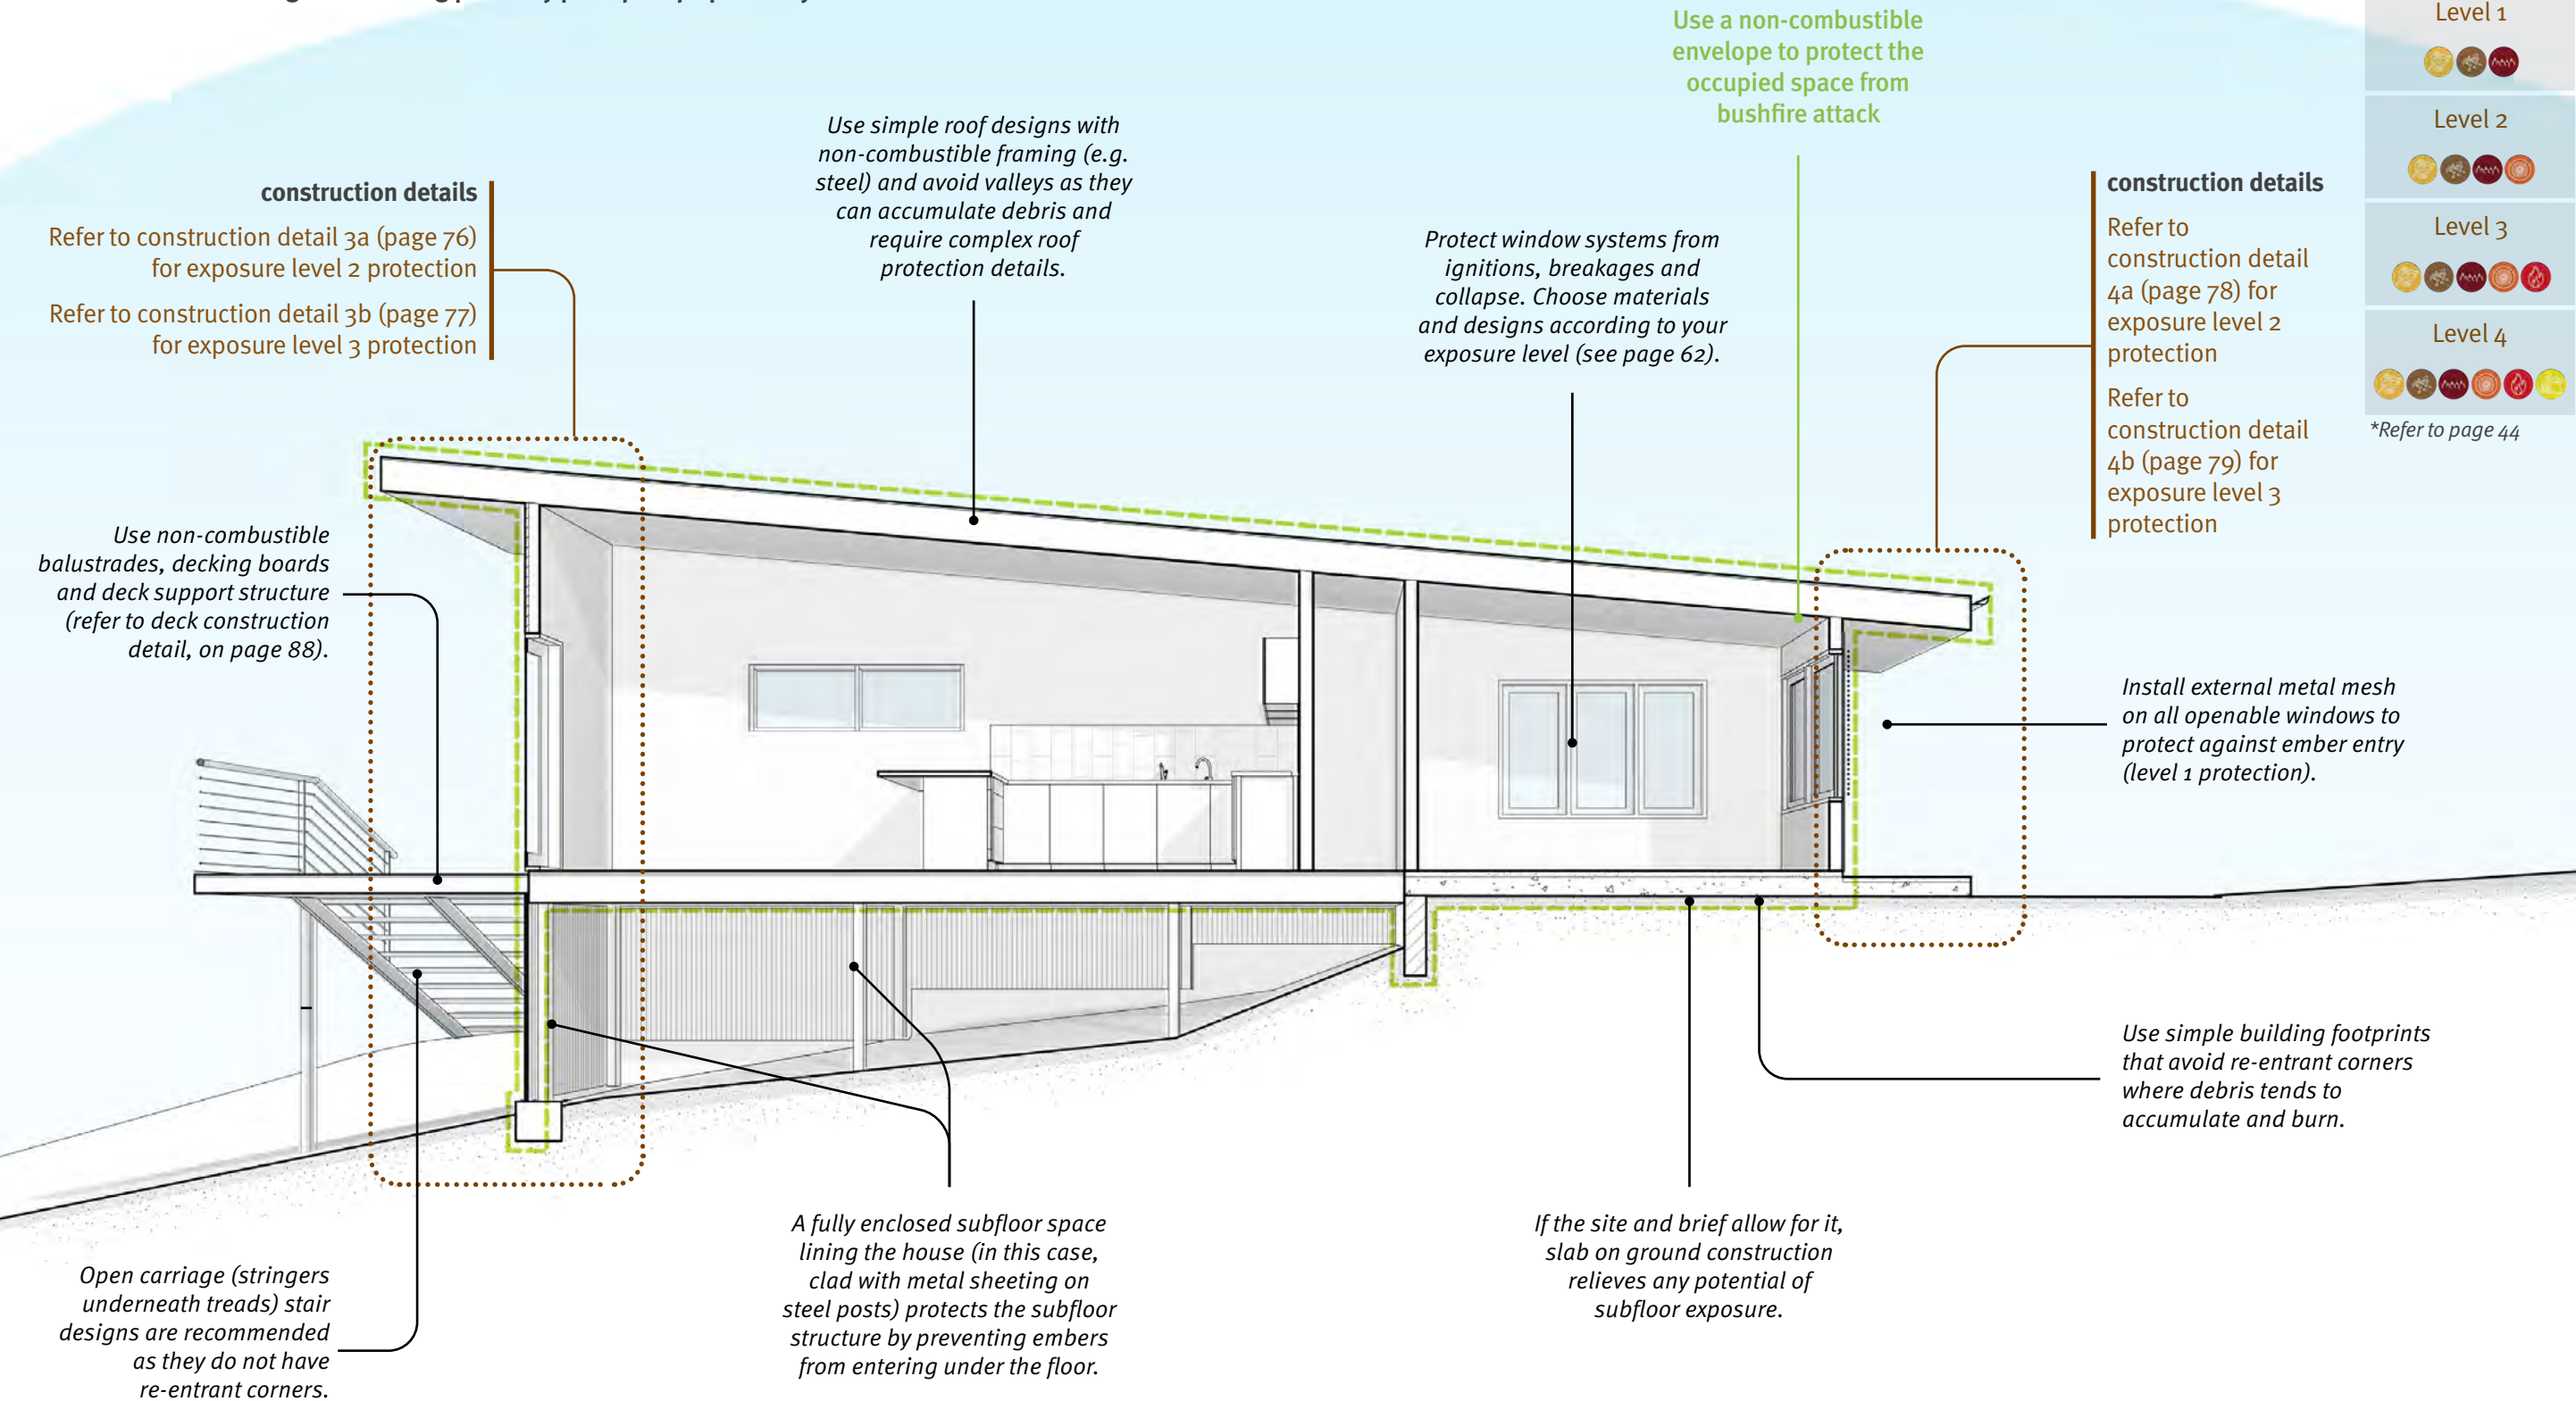 Use a non-combustible
envelope to protect the
occupied space from
bushfire attack
Level 1
Level 2
Level 3
Level 4
*Refer to page 44
construction details
Refer to construction detail 3a (page 76)
for exposure level 2 protection
Refer to construction detail 3b (page 77)
for exposure level 3 protection
Use simple roof designs with
non-combustible framing (e.g.
steel) and avoid valleys as they
can accumulate debris and
require complex roof
protection details.
Protect window systems from
ignitions, breakages and
collapse. Choose materials
and designs according to your
exposure level (see page 62).
construction details
Refer to
construction detail
4a (page 78) for
exposure level 2
protection
Refer to
construction detail
4b (page 79) for
exposure level 3
protection
Use non-combustible
balustrades, decking boards
and deck support structure
(refer to deck construction
detail, on page 88).
Install external metal mesh
on all openable windows to
protect against ember entry
(level 1 protection).
Use simple building footprints
that avoid re-entrant corners
where debris tends to
accumulate and burn.
Open carriage (stringers
underneath treads) stair
designs are recommended
as they do not have
re-entrant corners.
A fully enclosed subfloor space
lining the house (in this case,
clad with metal sheeting on
steel posts) protects the subfloor
structure by preventing embers
from entering under the floor.
If the site and brief allow for it,
slab on ground construction
relieves any potential of
subfloor exposure.